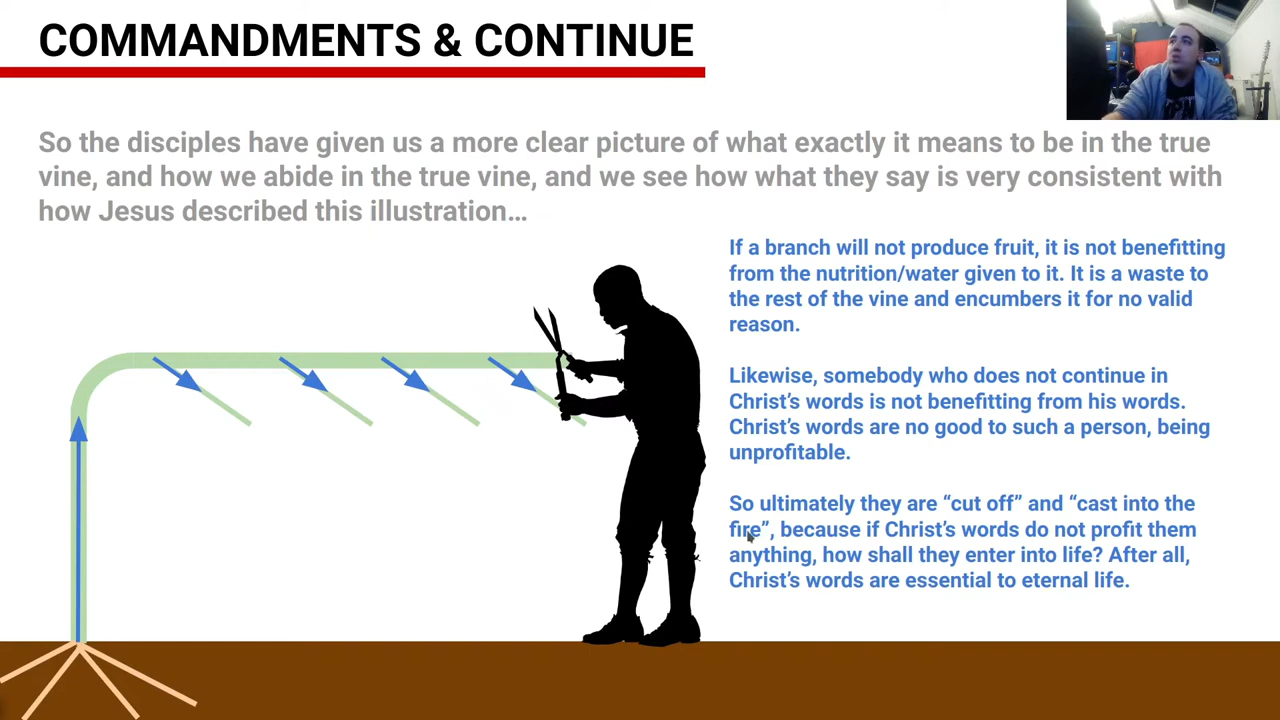 COMMANDMENTS & CONTINUE
So the disciples have given us a more clear picture of what exactly it means to be in the true
vine, and how we abide in the true vine, and we see how what they say is very consistent with
how Jesus described this illustration…
If a branch will not produce fruit, it is not benefitting
from the nutrition/water given to it. It is a waste to
the rest of the vine and encumbers it for no valid
reason.
Likewise, somebody who does not continue in
Christ’s words is not benefitting from his words.
Christ’s words are no good to such a person, being
unprofitable.
So ultimately they are “cut off” and “cast into the
fire”, because if Christ’s words do not profit them
anything, how shall they enter into life? After all,
Christ’s words are essential to eternal life.